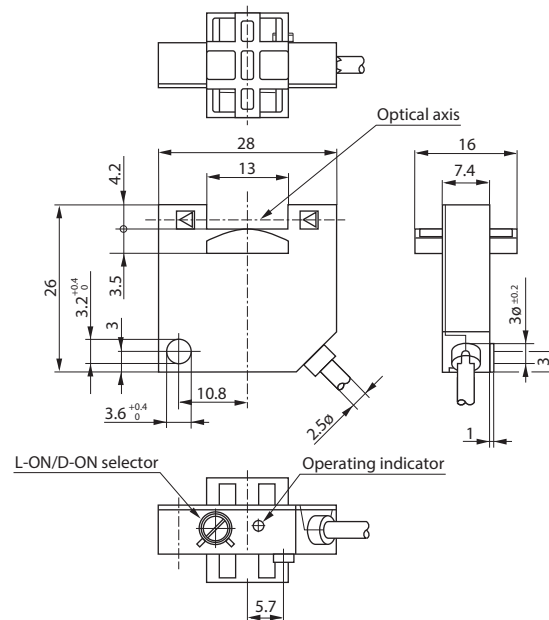 Optical axis
28
13
4.2
3.5
26
3.2 +0.4 0
3
10.8
3.6 +0.4 0
2.5ø
16
7.4
3ø ±0.2
3
1
L-ON/D-ON selector
Operating indicator
5.7